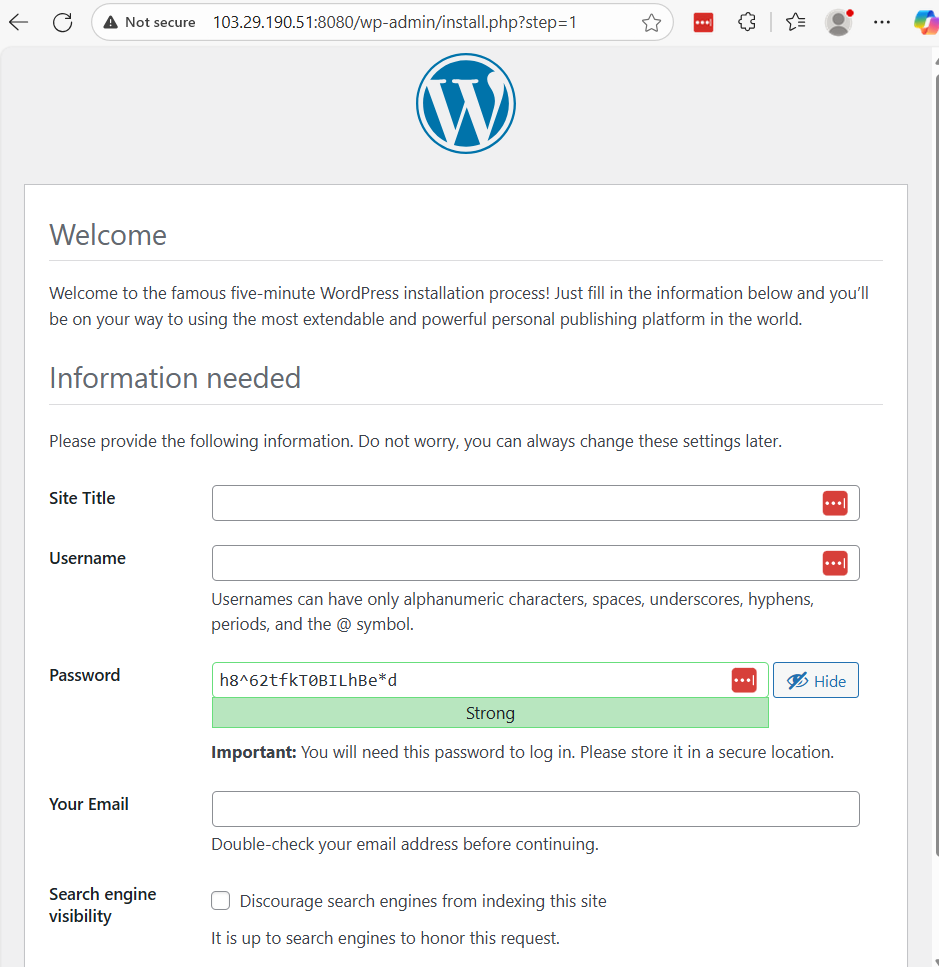 Not secure 103.29.190.51:8080/wp-admin/install.php?step=1
Welcome
Welcome to the famous five-minute WordPress installation process! Just fill in the information below and you’ll
be on your way to using the most extendable and powerful personal publishing platform in the world.
Information needed
Please provide the following information. Do not worry, you can always change these settings later.
Site Title
Username
Usernames can have only alphanumeric characters, spaces, underscores, hyphens,
periods, and the @ symbol.
Password
h8^62tfkT0BILhBe*d
Hide
Strong
Important: You will need this password to log in. Please store it in a secure location.
Your Email
Double-check your email address before continuing.
Search engine
visibility
Discourage search engines from indexing this site
It is up to search engines to honor this request.